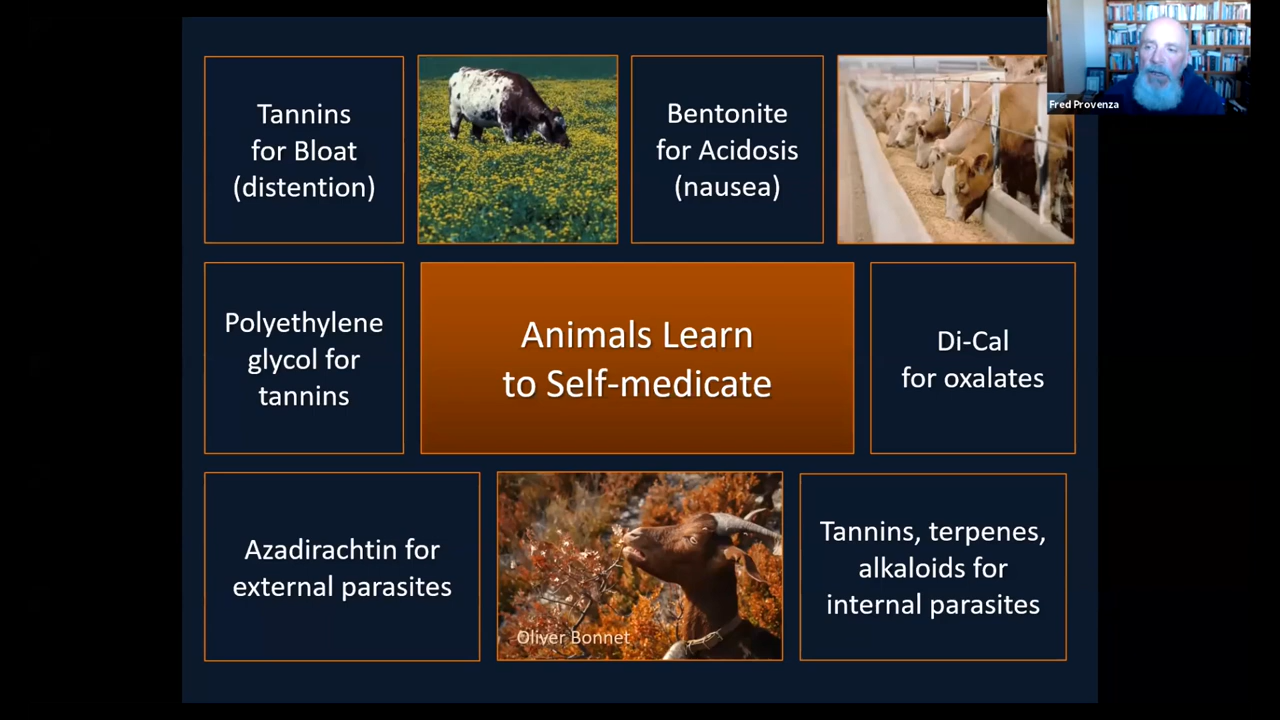 Tannins
for Bloat
(distention)
Bentonite
for Acidosis
(nausea)
Fred Provenza
Polyethylene
glycol for
tannins
Animals Learn
to Self-medicate
Di-Cal
for oxalates
Azadirachtin for
external parasites
Oliver Bonnet
Tannins, terpenes,
alkaloids for
internal parasites